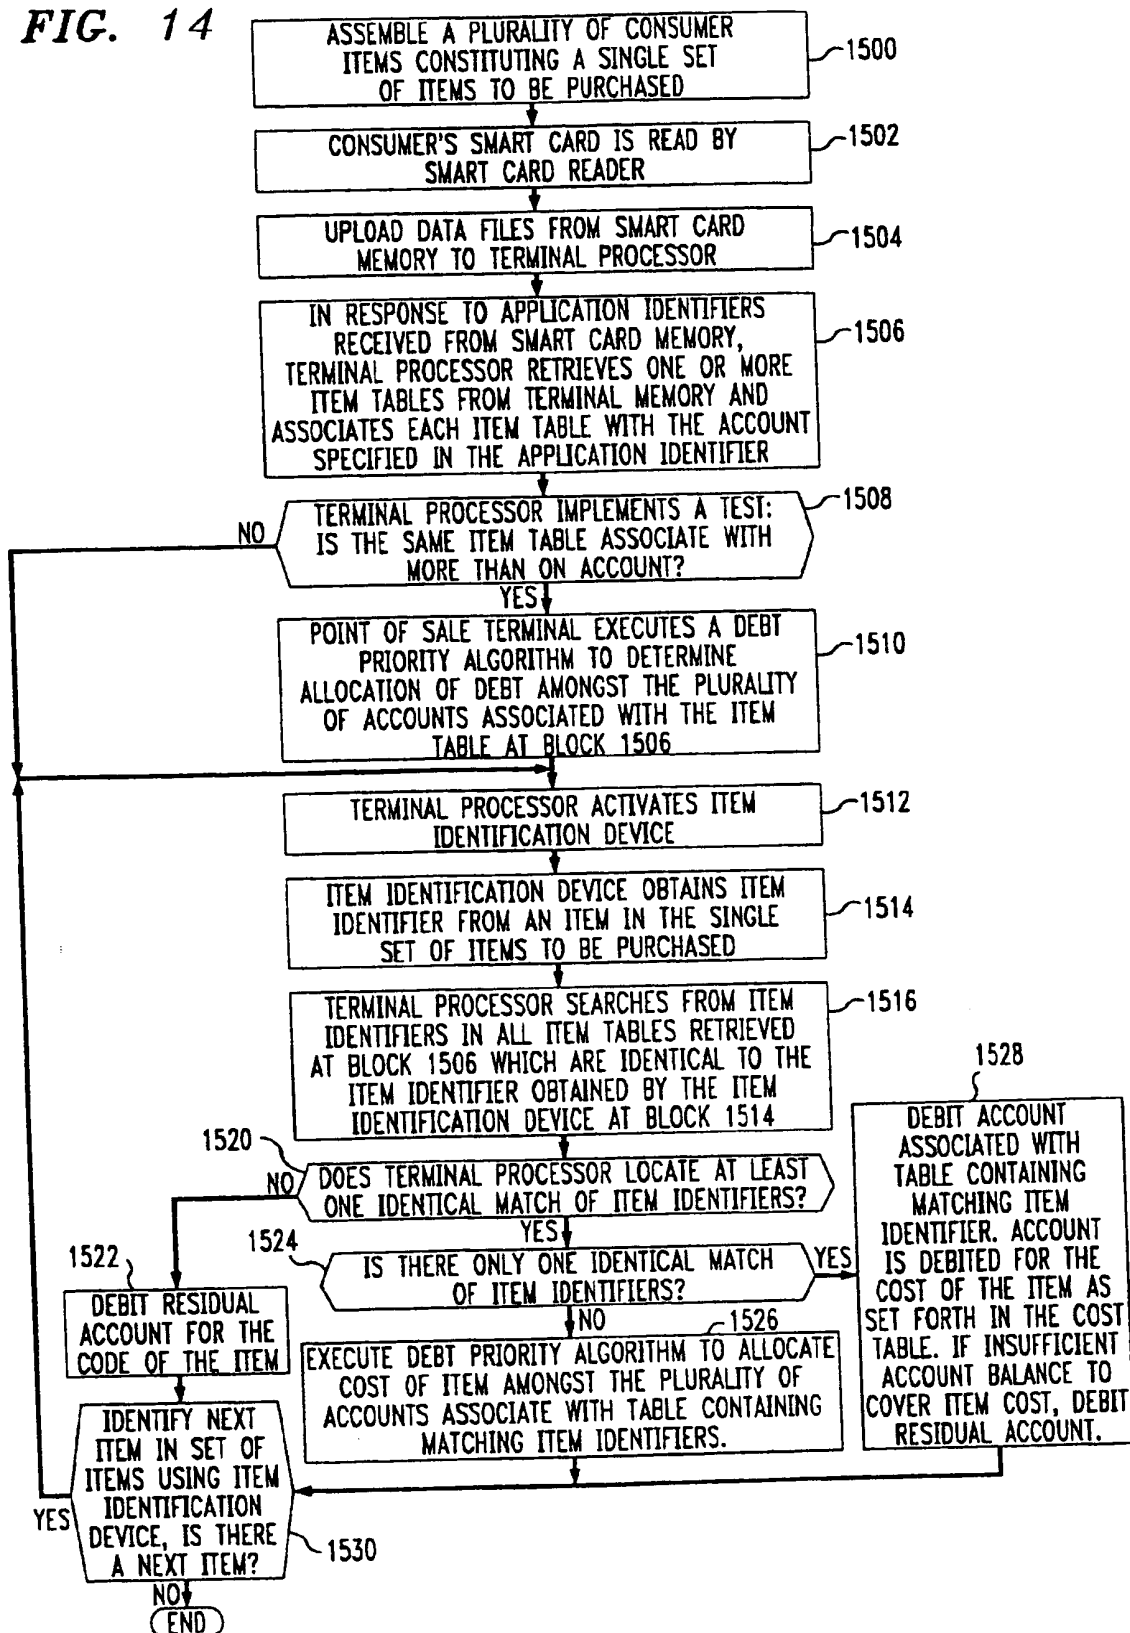 FIG. 14
ASSEMBLE A PLURALITY OF CONSUMER
ITEMS CONSTITUTING A SINGLE SET
OF ITEMS TO BE PURCHASED
1500
CONSUMER'S SMART CARD IS READ BY
SMART CARD READER
1502
UPLOAD DATA FILES FROM SMART CARD
MEMORY TO TERMINAL PROCESSOR
1504
IN RESPONSE TO APPLICATION IDENTIFIERS
RECEIVED FROM SMART CARD MEMORY,
TERMINAL PROCESSOR RETRIEVES ONE OR MORE
ITEM TABLES FROM TERMINAL MEMORY AND
ASSOCIATES EACH ITEM TABLE WITH THE ACCOUNT
SPECIFIED IN THE APPLICATION IDENTIFIER
1506
TERMINAL PROCESSOR IMPLEMENTS A TEST:
IS THE SAME ITEM TABLE ASSOCIATE WITH
MORE THAN ON ACCOUNT?
1508
NO
YES
POINT OF SALE TERMINAL EXECUTES A DEBT
PRIORITY ALGORITHM TO DETERMINE
ALLOCATION OF DEBT AMONGST THE PLURALITY
OF ACCOUNTS ASSOCIATED WITH THE ITEM
TABLE AT BLOCK 1506
1510
TERMINAL PROCESSOR ACTIVATES ITEM
IDENTIFICATION DEVICE
1512
ITEM IDENTIFICATION DEVICE OBTAINS ITEM
IDENTIFIER FROM AN ITEM IN THE SINGLE
SET OF ITEMS TO BE PURCHASED
1514
TERMINAL PROCESSOR SEARCHES FROM ITEM
IDENTIFIERS IN ALL ITEM TABLES RETRIEVED
AT BLOCK 1506 WHICH ARE IDENTICAL TO THE
ITEM IDENTIFIER OBTAINED BY THE ITEM
IDENTIFICATION DEVICE AT BLOCK 1514
1516
1520
DOES TERMINAL PROCESSOR LOCATE AT LEAST
ONE IDENTICAL MATCH OF ITEM IDENTIFIERS?
NO
YES
1524
IS THERE ONLY ONE IDENTICAL MATCH
OF ITEM IDENTIFIERS?
YES
NO
1528
DEBIT ACCOUNT
ASSOCIATED WITH
TABLE CONTAINING
MATCHING ITEM
IDENTIFIER. ACCOUNT
IS DEBITED FOR THE
COST OF THE ITEM AS
SET FORTH IN THE COST
TABLE. IF INSUFFICIENT
ACCOUNT BALANCE TO
COVER ITEM COST, DEBIT
RESIDUAL ACCOUNT.
1522
DEBIT RESIDUAL
ACCOUNT FOR THE
CODE OF THE ITEM
1526
EXECUTE DEBT PRIORITY ALGORITHM TO ALLOCATE
COST OF ITEM AMONGST THE PLURALITY OF
ACCOUNTS ASSOCIATE WITH TABLE CONTAINING
MATCHING ITEM IDENTIFIERS.
IDENTIFY NEXT
ITEM IN SET OF
ITEMS USING ITEM
IDENTIFICATION
DEVICE, IS THERE
A NEXT ITEM?
1530
YES
NO
END